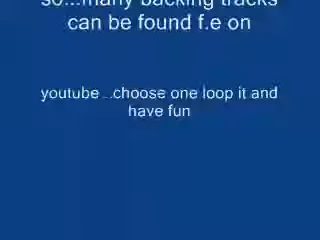 so...many backing tracks
can be found f.e on
youtube ..choose one loop it and
have fun